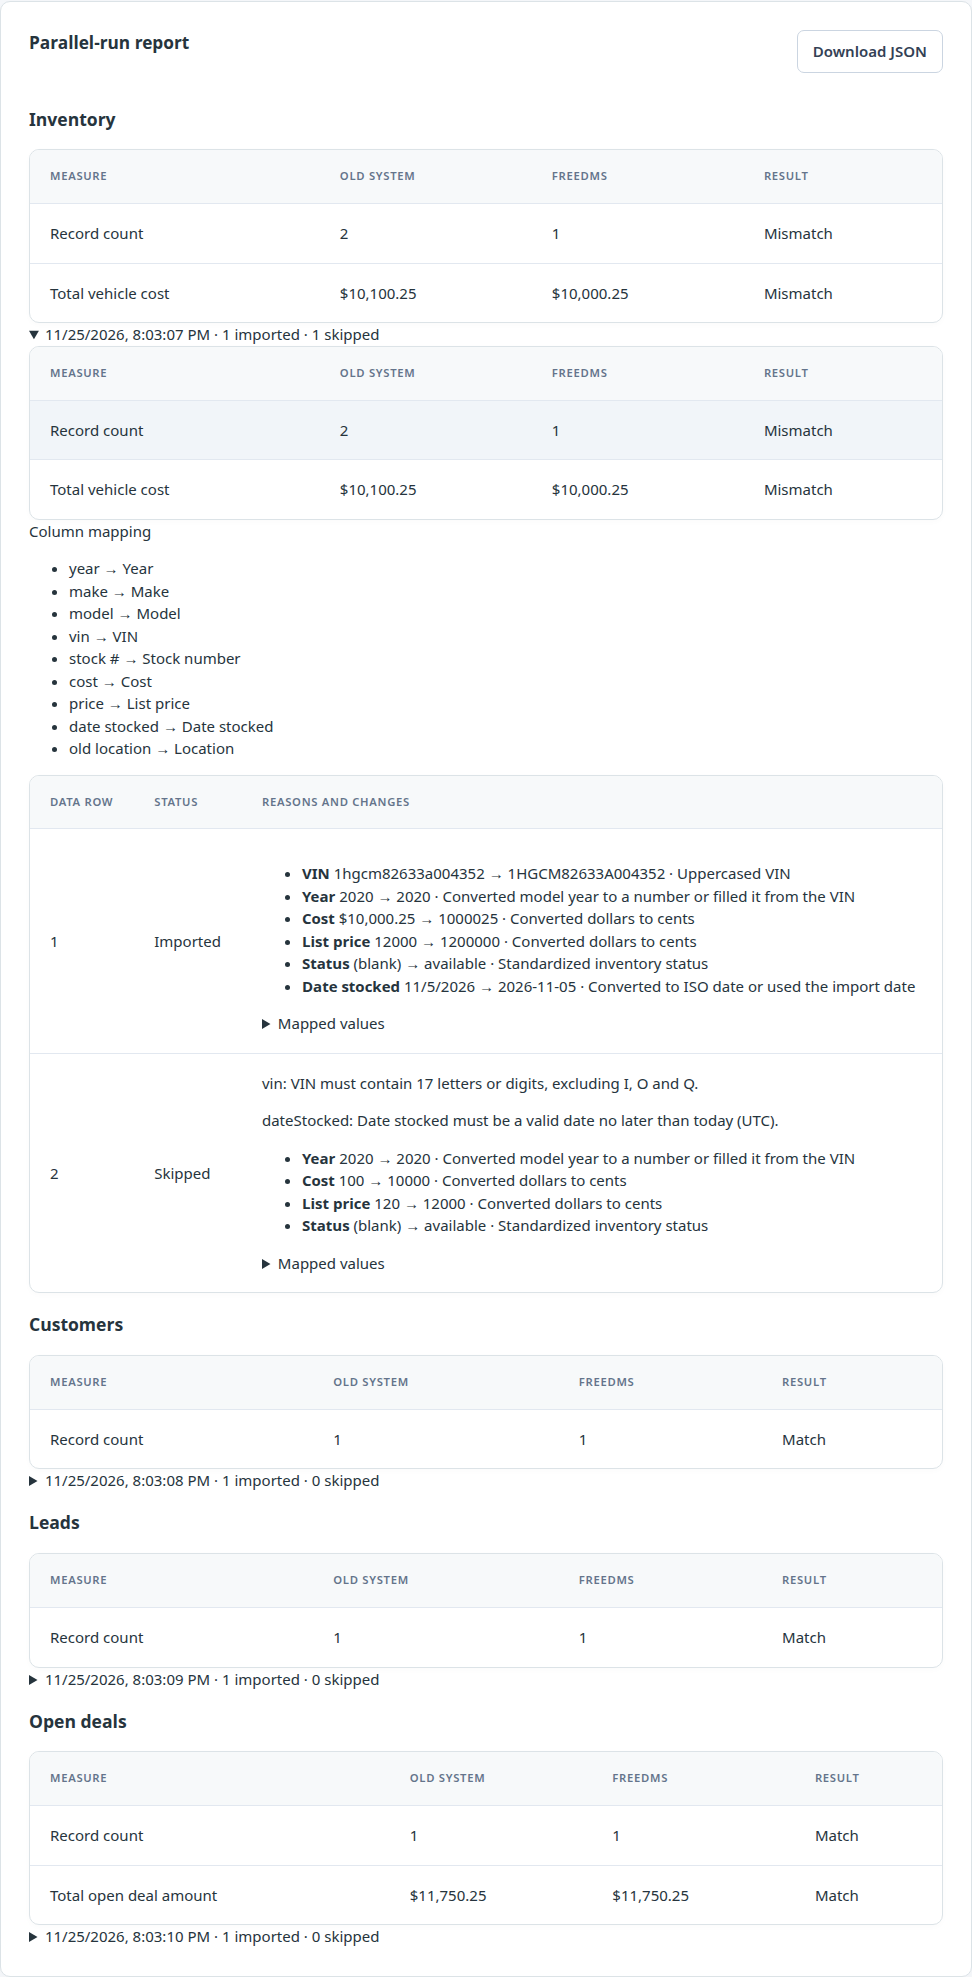 Parallel-run report
Download JSON
Inventory
MEASURE OLD SYSTEM FREEDMS RESULT
Record count 2 1 Mismatch
Total vehicle cost $10,100.25 $10,000.25 Mismatch
▼ 11/25/2026, 8:03:07 PM · 1 imported · 1 skipped
MEASURE OLD SYSTEM FREEDMS RESULT
Record count 2 1 Mismatch
Total vehicle cost $10,100.25 $10,000.25 Mismatch
Column mapping
• year → Year
• make → Make
• model → Model
• vin → VIN
• stock # → Stock number
• cost → Cost
• price → List price
• date stocked → Date stocked
• old location → Location
DATA ROW STATUS REASONS AND CHANGES
1 Imported
• VIN 1hgcm82633a004352 → 1HGCM82633A004352 · Uppercased VIN
• Year 2020 → 2020 · Converted model year to a number or filled it from the VIN
• Cost $10,000.25 → 1000025 · Converted dollars to cents
• List price 12000 → 1200000 · Converted dollars to cents
• Status (blank) → available · Standardized inventory status
• Date stocked 11/5/2026 → 2026-11-05 · Converted to ISO date or used the import date
▶ Mapped values
2 Skipped
vin: VIN must contain 17 letters or digits, excluding I, O and Q.
dateStocked: Date stocked must be a valid date no later than today (UTC).
• Year 2020 → 2020 · Converted model year to a number or filled it from the VIN
• Cost 100 → 10000 · Converted dollars to cents
• List price 120 → 12000 · Converted dollars to cents
• Status (blank) → available · Standardized inventory status
▶ Mapped values
Customers
MEASURE OLD SYSTEM FREEDMS RESULT
Record count 1 1 Match
▶ 11/25/2026, 8:03:08 PM · 1 imported · 0 skipped
Leads
MEASURE OLD SYSTEM FREEDMS RESULT
Record count 1 1 Match
▶ 11/25/2026, 8:03:09 PM · 1 imported · 0 skipped
Open deals
MEASURE OLD SYSTEM FREEDMS RESULT
Record count 1 1 Match
Total open deal amount $11,750.25 $11,750.25 Match
▶ 11/25/2026, 8:03:10 PM · 1 imported · 0 skipped